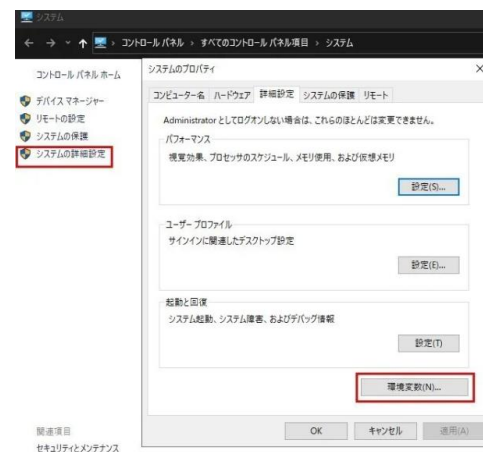 システム
コントロール パネル › すべてのコントロール パネル項目 › システム
コントロール パネル ホーム
デバイス マネージャー
リモートの設定
システムの保護
システムの詳細設定
システムのプロパティ
コンピューター名 ハードウェア 詳細設定 システムの保護 リモート
Administrator としてログオンしない場合は、これらのほとんどは変更できません。
パフォーマンス
視覚効果、プロセッサのスケジュール、メモリ使用、および仮想メモリ
設定(S)...
ユーザー プロファイル
サインインに関連したデスクトップ設定
設定(E)...
起動と回復
システム起動、システム障害、およびデバッグ情報
設定(T)
環境変数(N)...
OK キャンセル 適用(A)
関連項目
セキュリティとメンテナンス